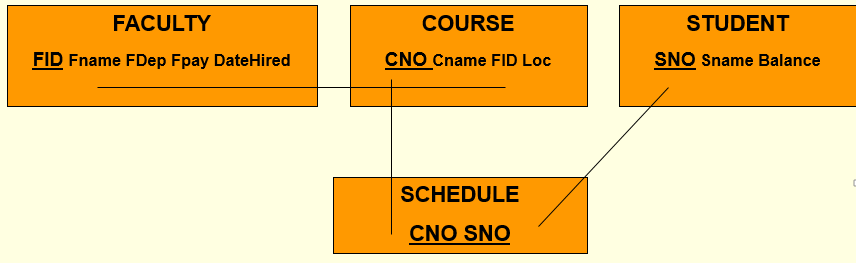 FACULTY
FID Fname FDep Fpay DateHired
COURSE
CNO Cname FID Loc
STUDENT
SNO Sname Balance
SCHEDULE
CNO SNO